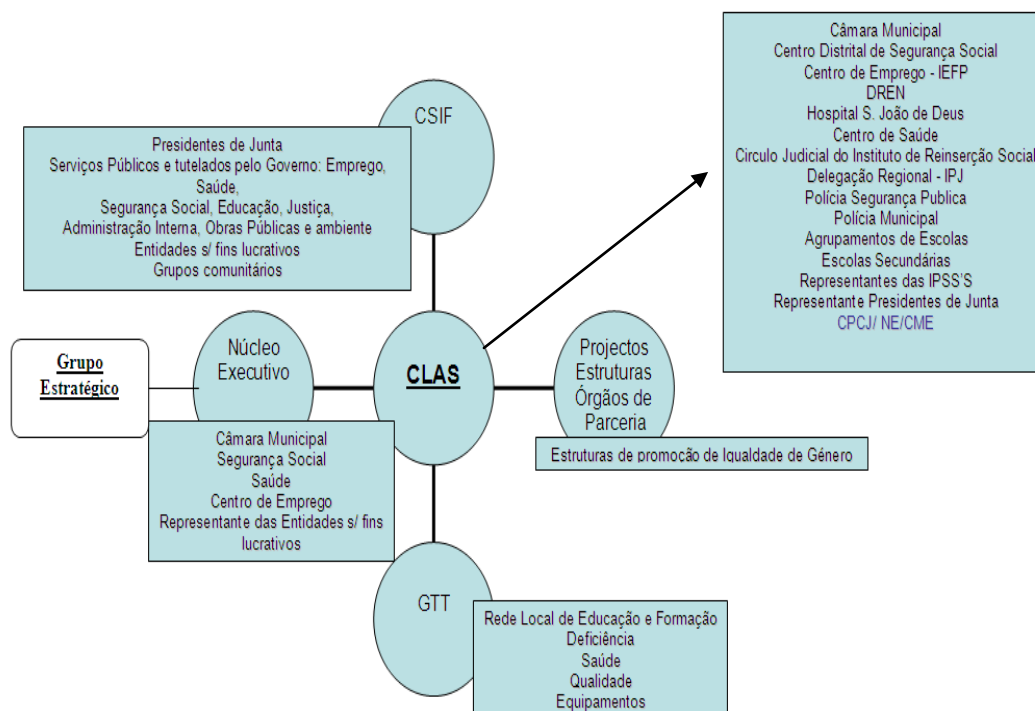 Câmara Municipal
Centro Distrital de Segurança Social
Centro de Emprego - IEFP
DREN
Hospital S. João de Deus
Centro de Saúde
Circulo Judicial do Instituto de Reinserção Social
Delegação Regional - IPJ
Polícia Segurança Publica
Polícia Municipal
Agrupamentos de Escolas
Escolas Secundárias
Representantes das IPSS'S
Representante Presidentes de Junta
CPCJ/ NE/CME
CSIF
Presidentes de Junta
Serviços Públicos e tutelados pelo Governo: Emprego,
Saúde,
Segurança Social, Educação, Justiça,
Administração Interna, Obras Públicas e ambiente
Entidades s/ fins lucrativos
Grupos comunitários
Grupo
Estratégico
Núcleo
Executivo
CLAS
Projectos
Estruturas
Órgãos de
Parceria
Estruturas de promoção de Igualdade de Género
Câmara Municipal
Segurança Social
Saúde
Centro de Emprego
Representante das Entidades s/ fins
lucrativos
GTT
Rede Local de Educação e Formação
Deficiência
Saúde
Qualidade
Equipamentos